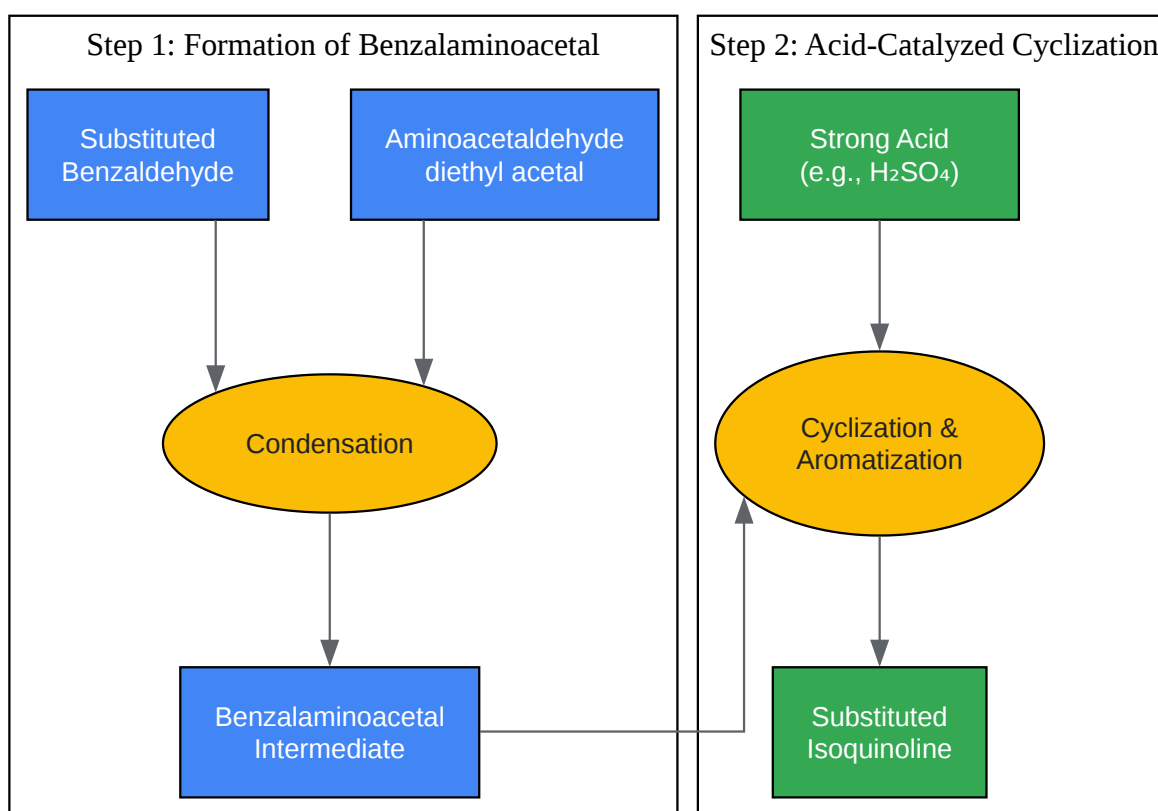 Step 1: Formation of Benzalaminoacetal
Substituted
Benzaldehyde
Aminoacetaldehyde
diethyl acetal
Condensation
Benzalaminoacetal
Intermediate
Step 2: Acid-Catalyzed Cyclization
Strong Acid
(e.g., H₂SO₄)
Cyclization &
Aromatization
Substituted
Isoquinoline